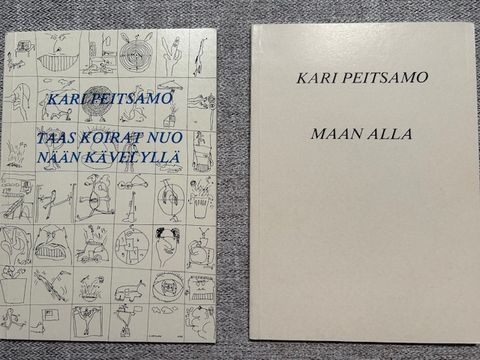 KARI PEITSAMO
TAAS KOIRAT NUO
NÄÄN KÄVELYLLÄ
KARI PEITSAMO
MAAN ALLA